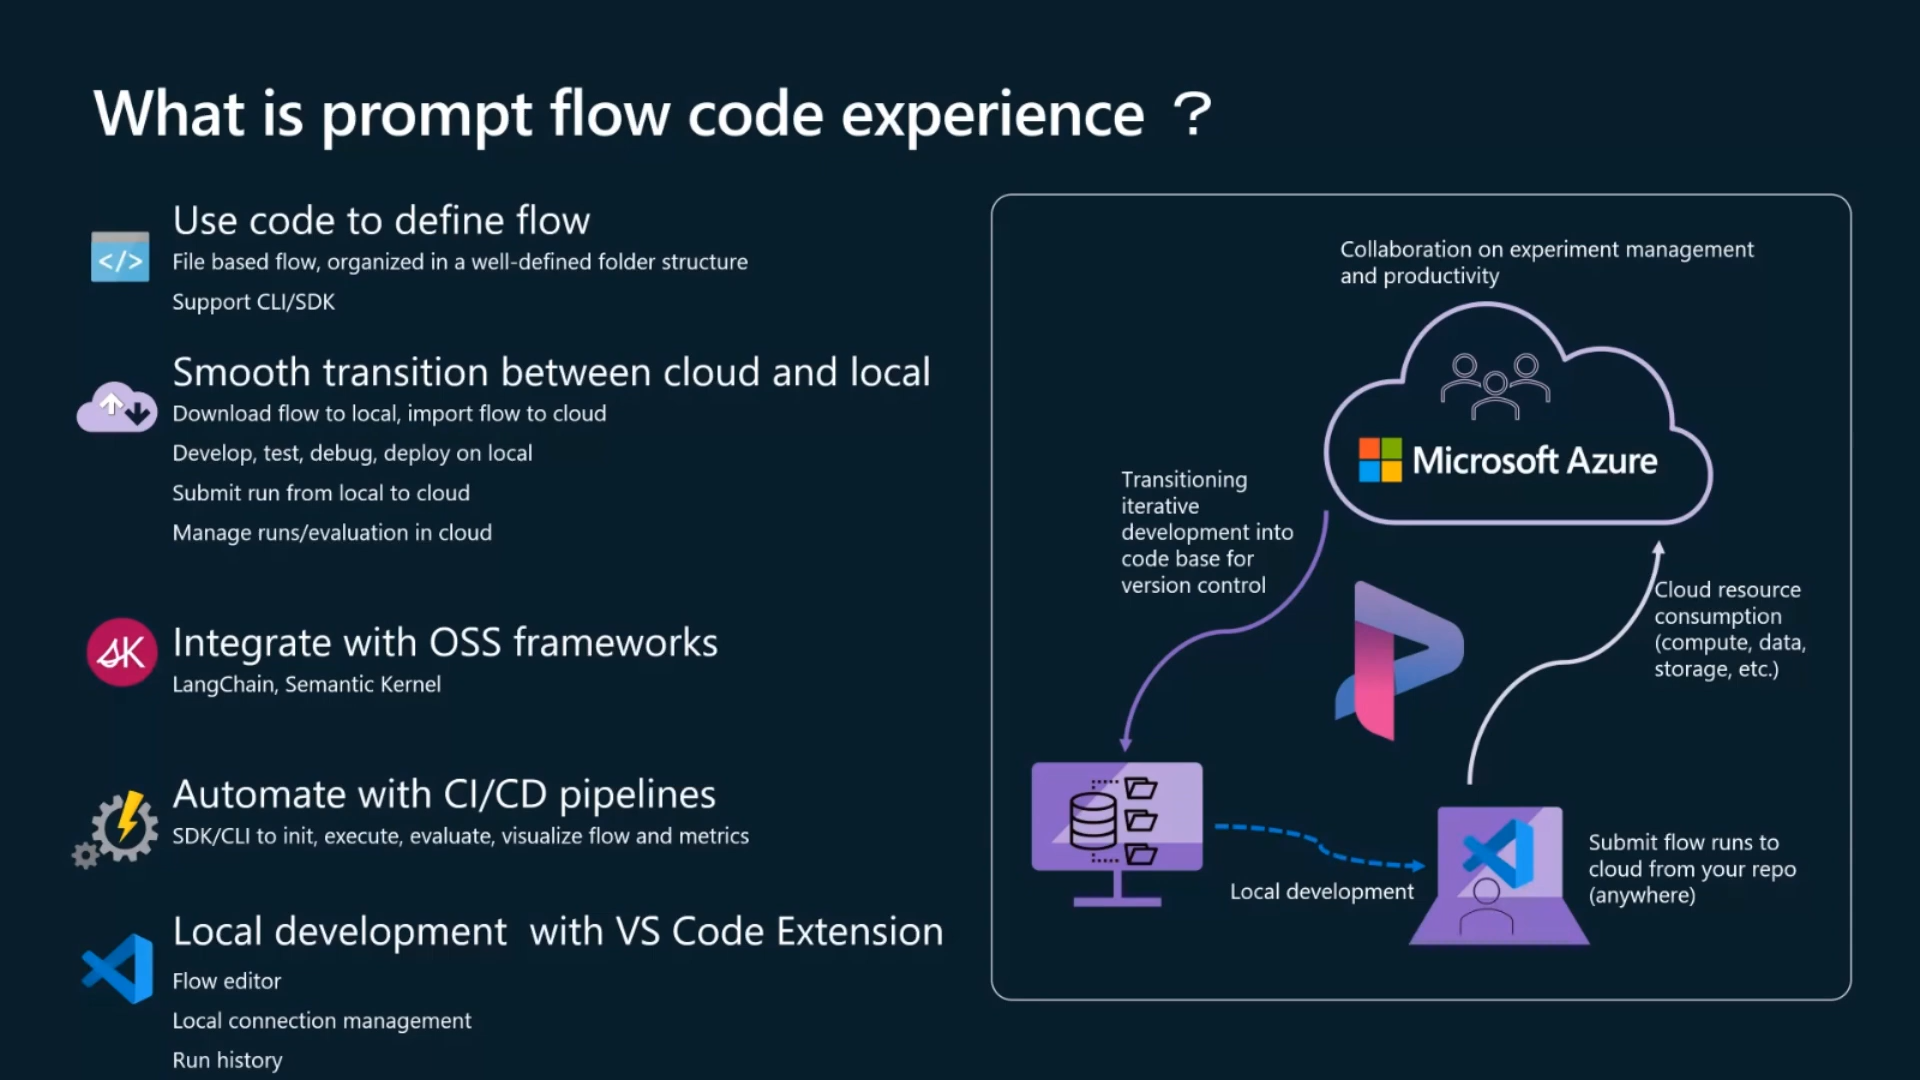 What is prompt flow code experience ?
Use code to define flow
</>
File based flow, organized in a well-defined folder structure
Support CLI/SDK
Smooth transition between cloud and local
Download flow to local, import flow to cloud
Develop, test, debug, deploy on local
Submit run from local to cloud
Manage runs/evaluation in cloud
SK
Integrate with OSS frameworks
LangChain, Semantic Kernel
Automate with CI/CD pipelines
SDK/CLI to init, execute, evaluate, visualize flow and metrics
Local development  with VS Code Extension
Flow editor
Local connection management
Run history
Collaboration on experiment management
and productivity
Microsoft Azure
Transitioning
iterative
development into
code base for
version control
Cloud resource
consumption
(compute, data,
storage, etc.)
Local development
Submit flow runs to
cloud from your repo
(anywhere)